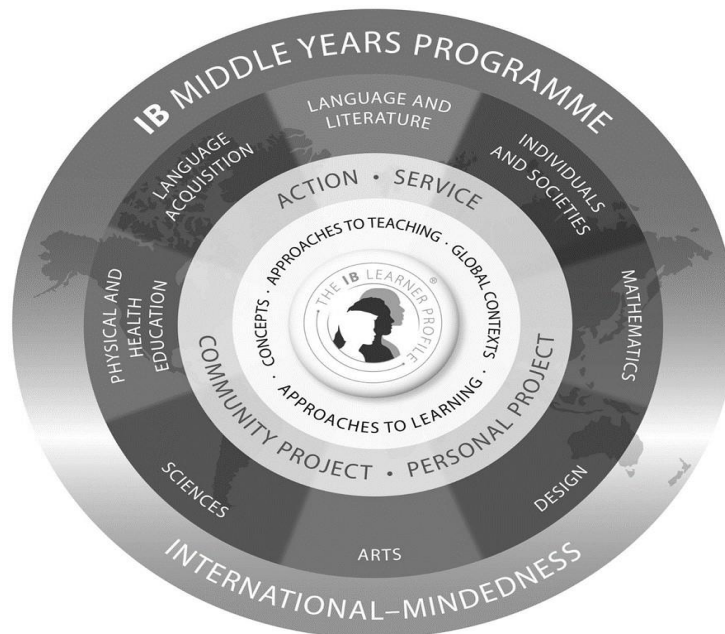 IB MIDDLE YEARS PROGRAMME
LANGUAGE AND
LITERATURE
LANGUAGE
ACQUISITION
INDIVIDUALS
AND SOCIETIES
PHYSICAL AND
HEALTH
EDUCATION
MATHEMATICS
SCIENCES
ARTS
DESIGN
ACTION • SERVICE
COMMUNITY PROJECT • PERSONAL PROJECT
APPROACHES TO TEACHING · GLOBAL CONTEXTS ·
CONCEPTS · APPROACHES TO LEARNING ·
THE IB LEARNER PROFILE
®
INTERNATIONAL–MINDEDNESS